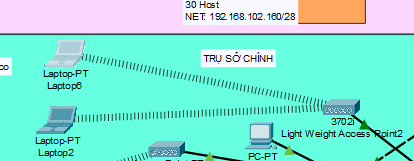 30 Host
NET: 192.168.102.160/28
TRỤ SỞ CHÍNH
co
Laptop-PT
Laptop6
3702i
Light Weight Access Point2
Laptop-PT
Laptop2
PC-PT